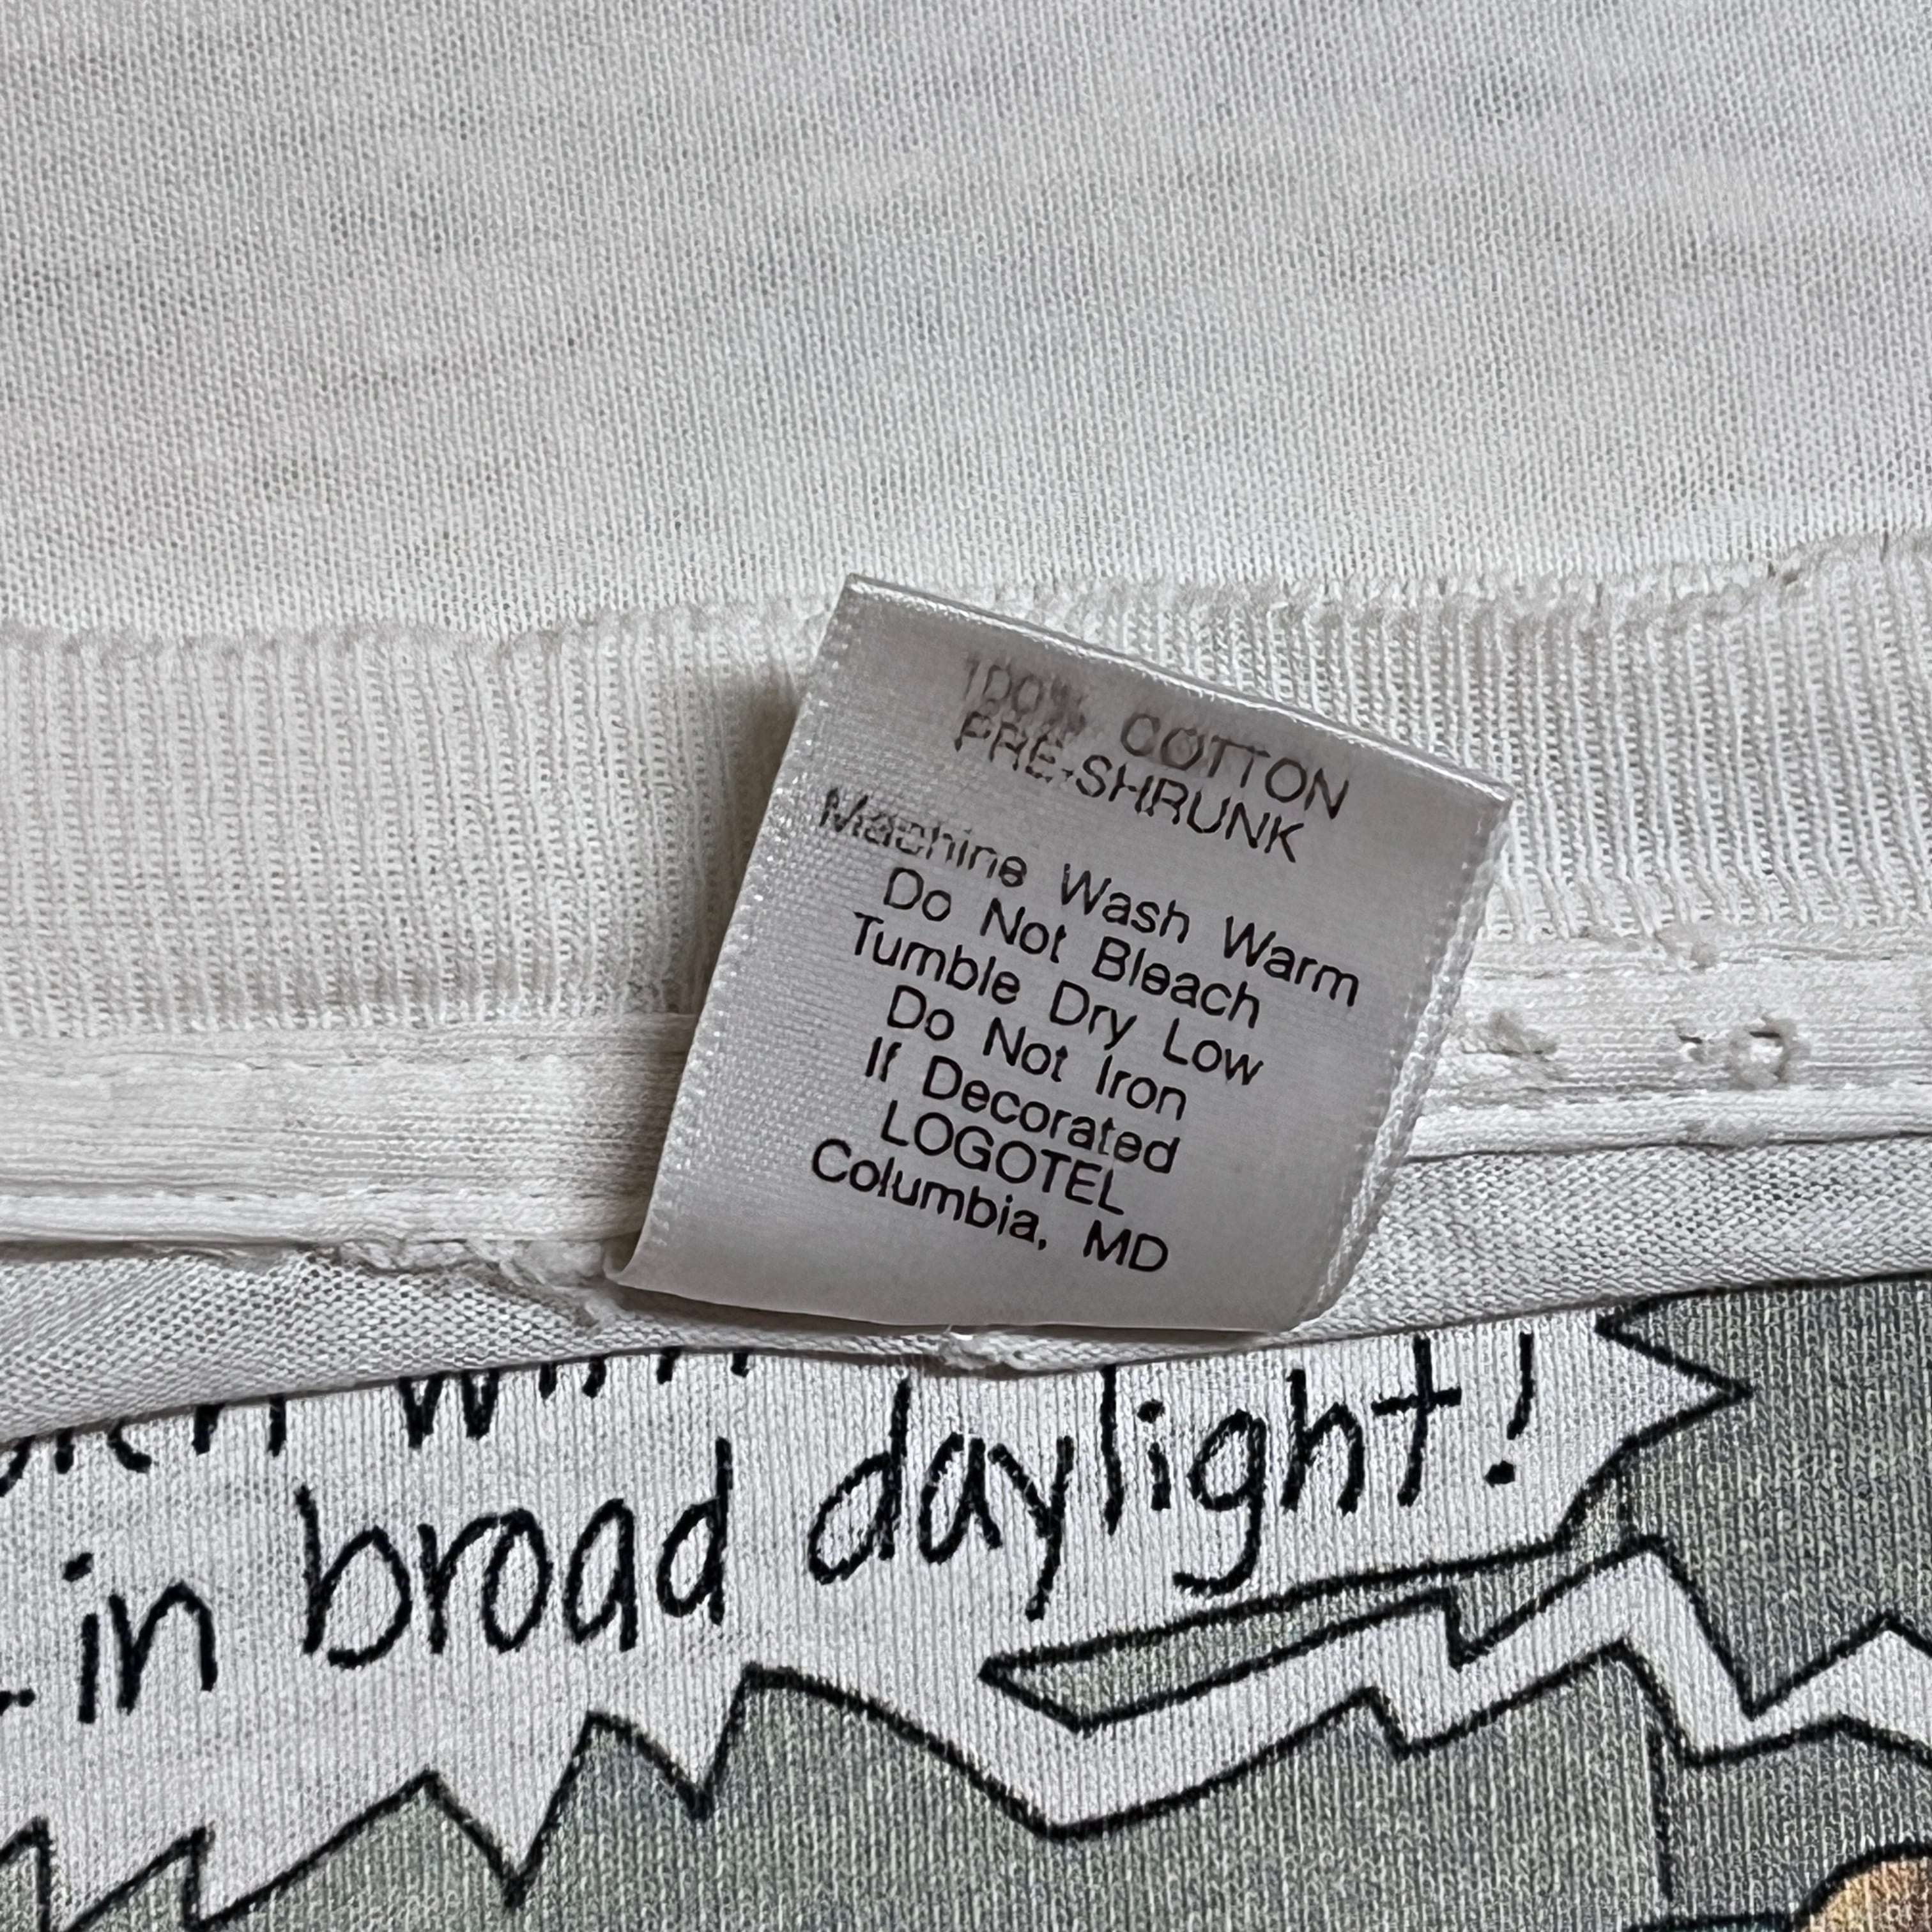 100% COTTON
PRE-SHRUNK
Machine Wash Warm
Do Not Bleach
Tumble Dry Low
Do Not Iron
If Decorated
LOGOTEL
Columbia, MD
in broad daylight!